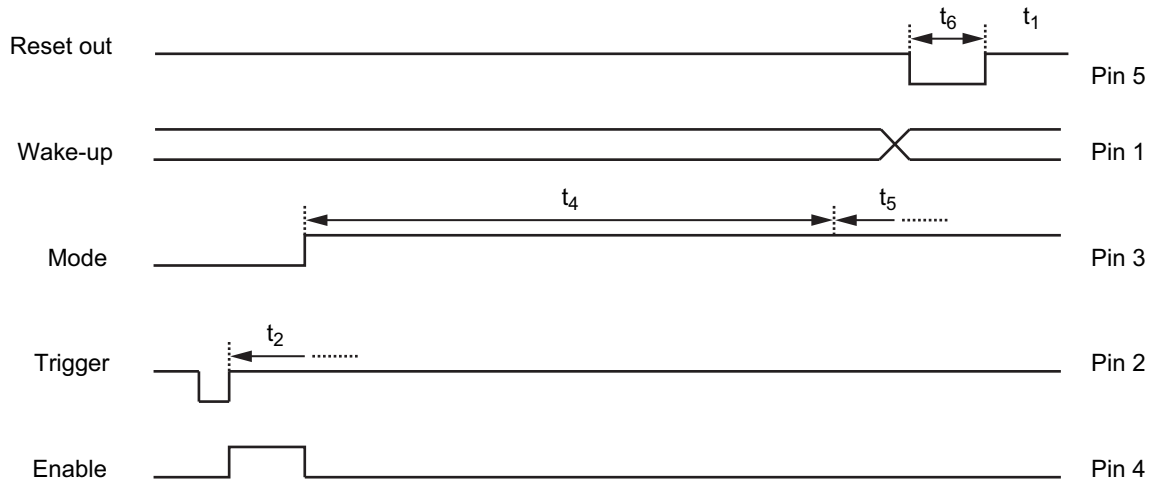 t6 t1
Reset out
Pin 5
Wake-up Pin 1
t4 t5
Mode Pin 3
t2
Trigger Pin 2
Enable Pin 4